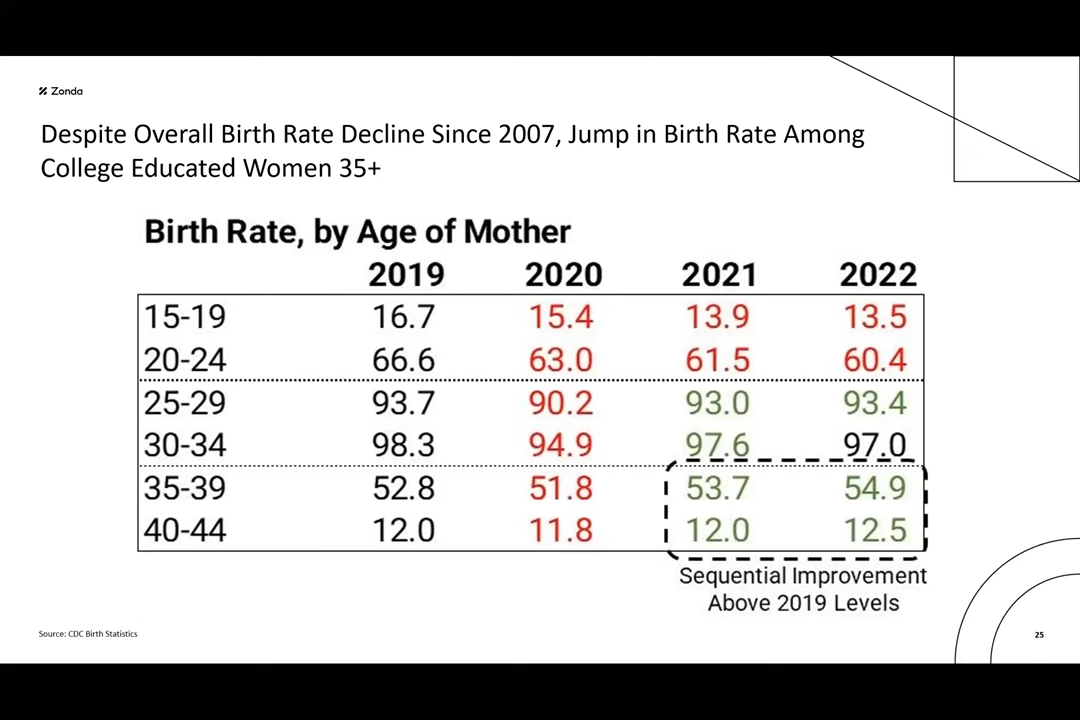 Zonda
Despite Overall Birth Rate Decline Since 2007, Jump in Birth Rate Among
College Educated Women 35+
Birth Rate, by Age of Mother
2019 2020 2021 2022
15-19 16.7 15.4 13.9 13.5
20-24 66.6 63.0 61.5 60.4
25-29 93.7 90.2 93.0 93.4
30-34 98.3 94.9 97.6 97.0
35-39 52.8 51.8 53.7 54.9
40-44 12.0 11.8 12.0 12.5
Sequential Improvement
Above 2019 Levels
Source: CDC Birth Statistics
25